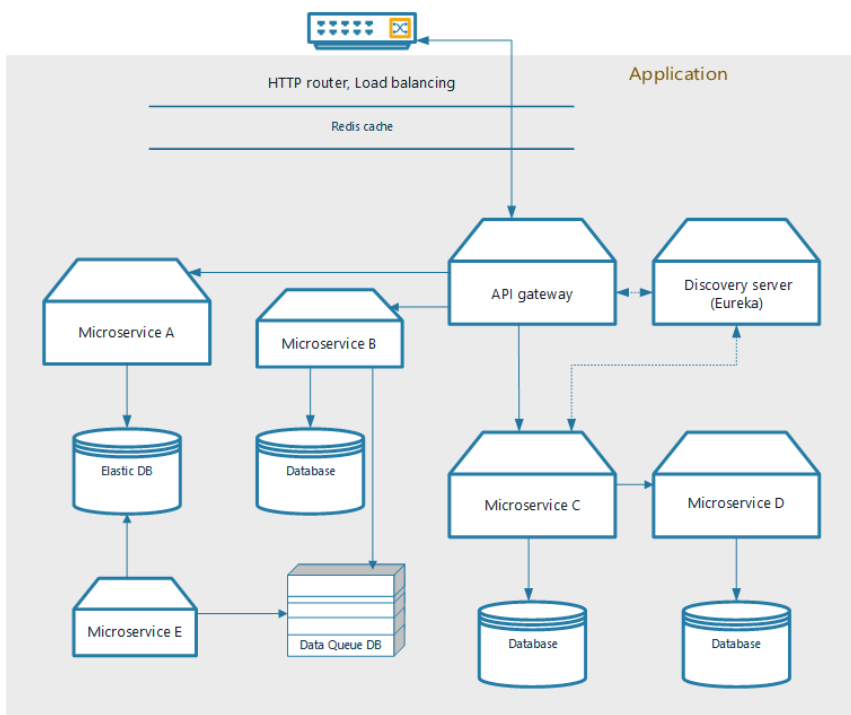 Application
HTTP router, Load balancing
Redis cache
API gateway
Discovery server
(Eureka)
Microservice A
Microservice B
Elastic DB
Database
Microservice C
Microservice D
Microservice E
Data Queue DB
Database
Database